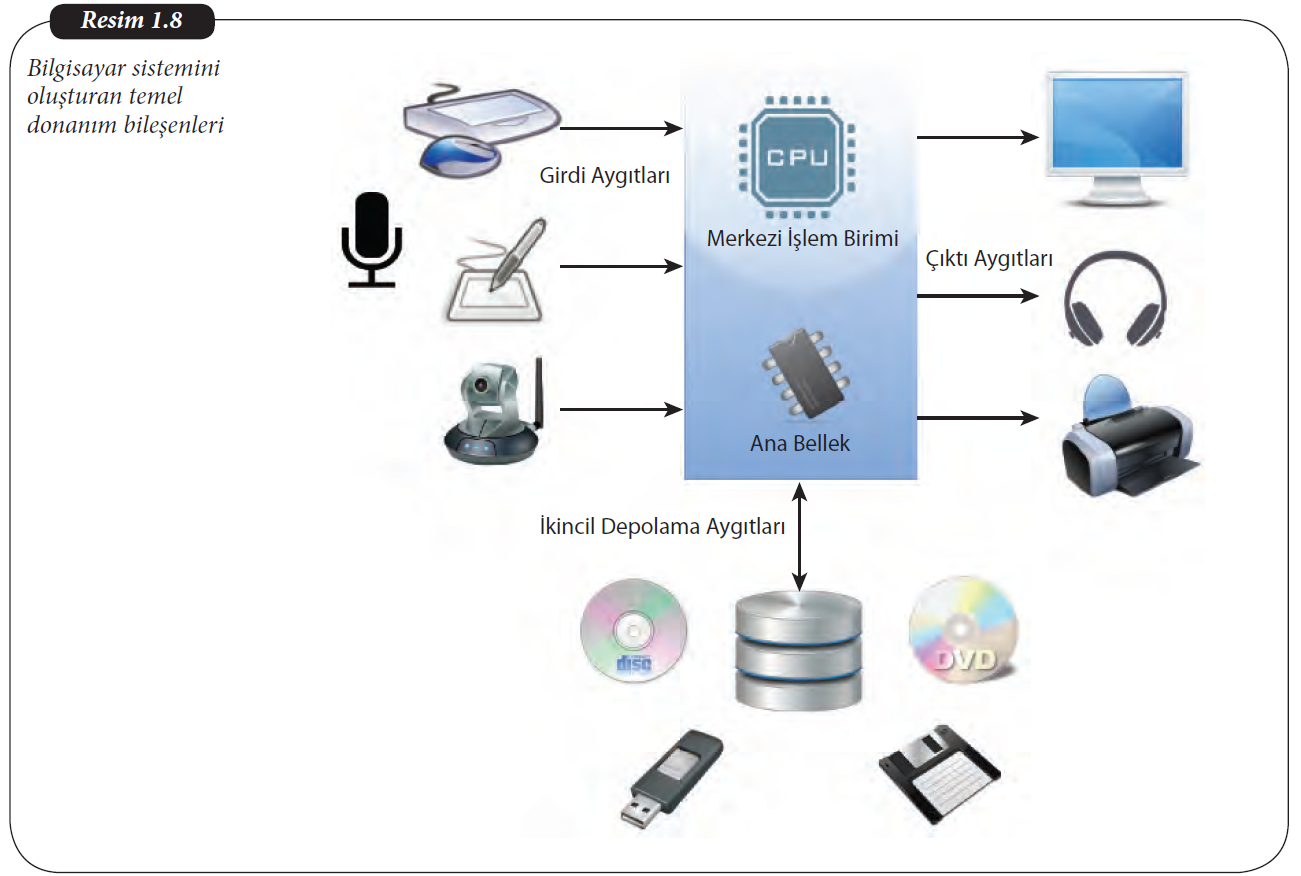 Resim 1.8
Bilgisayar sistemini
oluşturan temel
donanım bileşenleri
CPU
Girdi Aygıtları
Merkezi İşlem Birimi
Çıktı Aygıtları
Ana Bellek
İkincil Depolama Aygıtları
disc
DVD